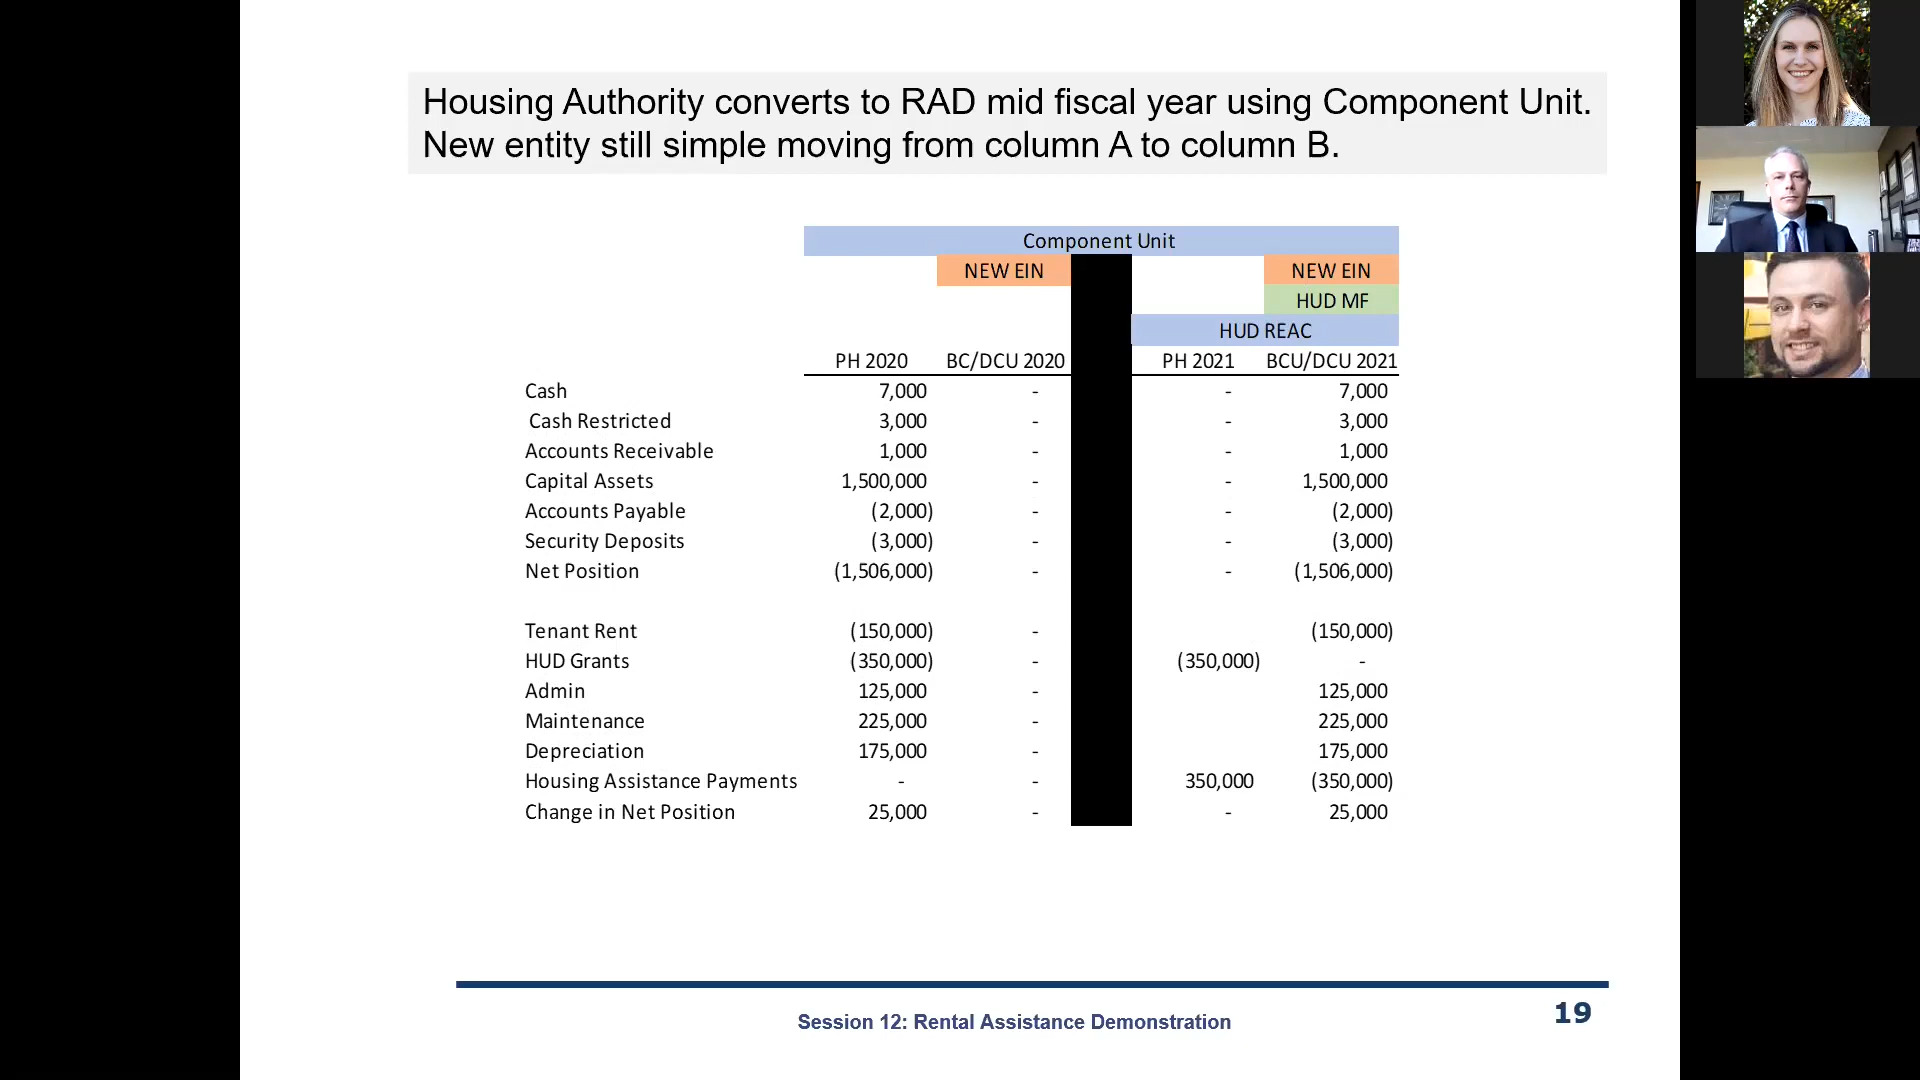 Housing Authority converts to RAD mid fiscal year using Component Unit.
New entity still simple moving from column A to column B.
Component Unit
NEW EIN NEW EIN
HUD MF
HUD REAC
PH 2020 BC/DCU 2020 PH 2021 BCU/DCU 2021
Cash 7,000 - - 7,000
Cash Restricted 3,000 - - 3,000
Accounts Receivable 1,000 - - 1,000
Capital Assets 1,500,000 - - 1,500,000
Accounts Payable (2,000) - - (2,000)
Security Deposits (3,000) - - (3,000)
Net Position (1,506,000) - - (1,506,000)
Tenant Rent (150,000) - (150,000)
HUD Grants (350,000) - (350,000) -
Admin 125,000 - 125,000
Maintenance 225,000 - 225,000
Depreciation 175,000 - 175,000
Housing Assistance Payments - - 350,000 (350,000)
Change in Net Position 25,000 - - 25,000
Session 12: Rental Assistance Demonstration
19